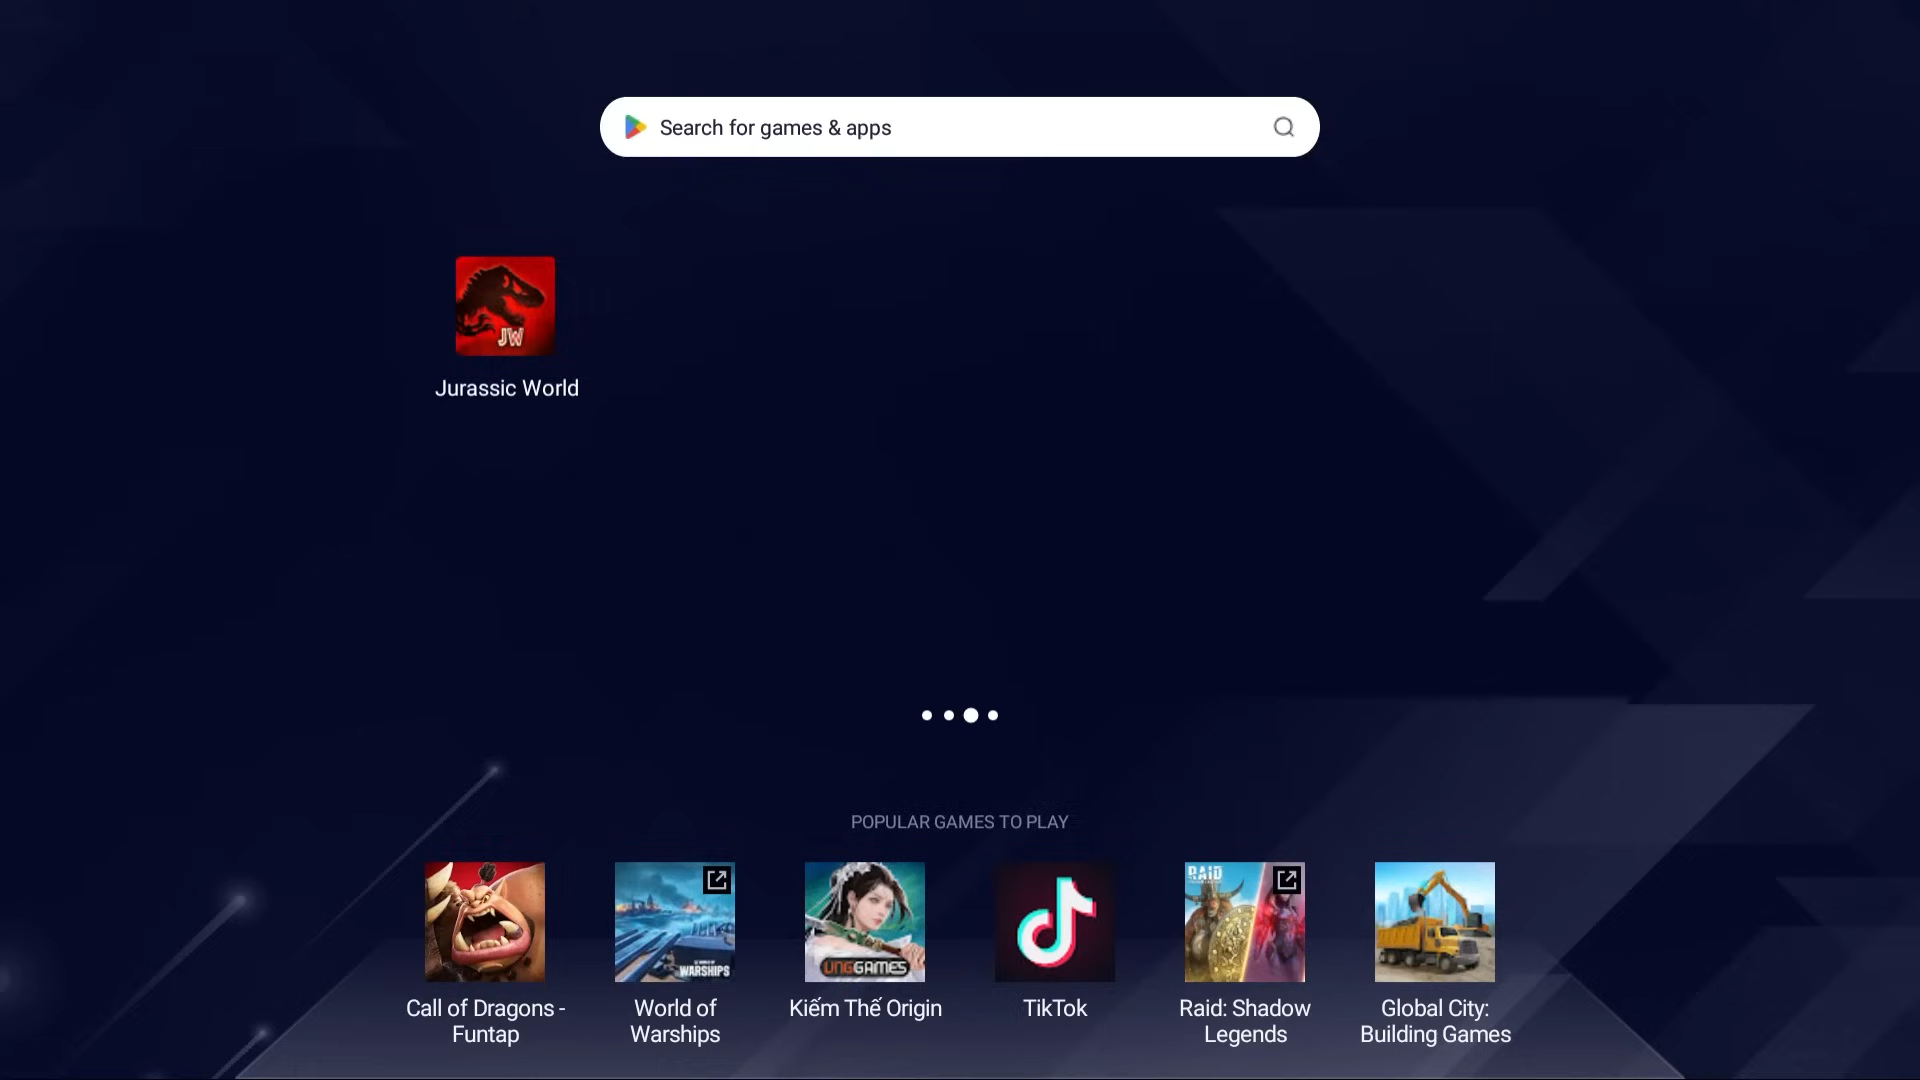 Search for games & apps
JW
Jurassic World
POPULAR GAMES TO PLAY
WARSHIPS
VNGGAMES
RAID
Call of Dragons -
Funtap
World of
Warships
Kiếm Thế Origin
TikTok
Raid: Shadow
Legends
Global City:
Building Games